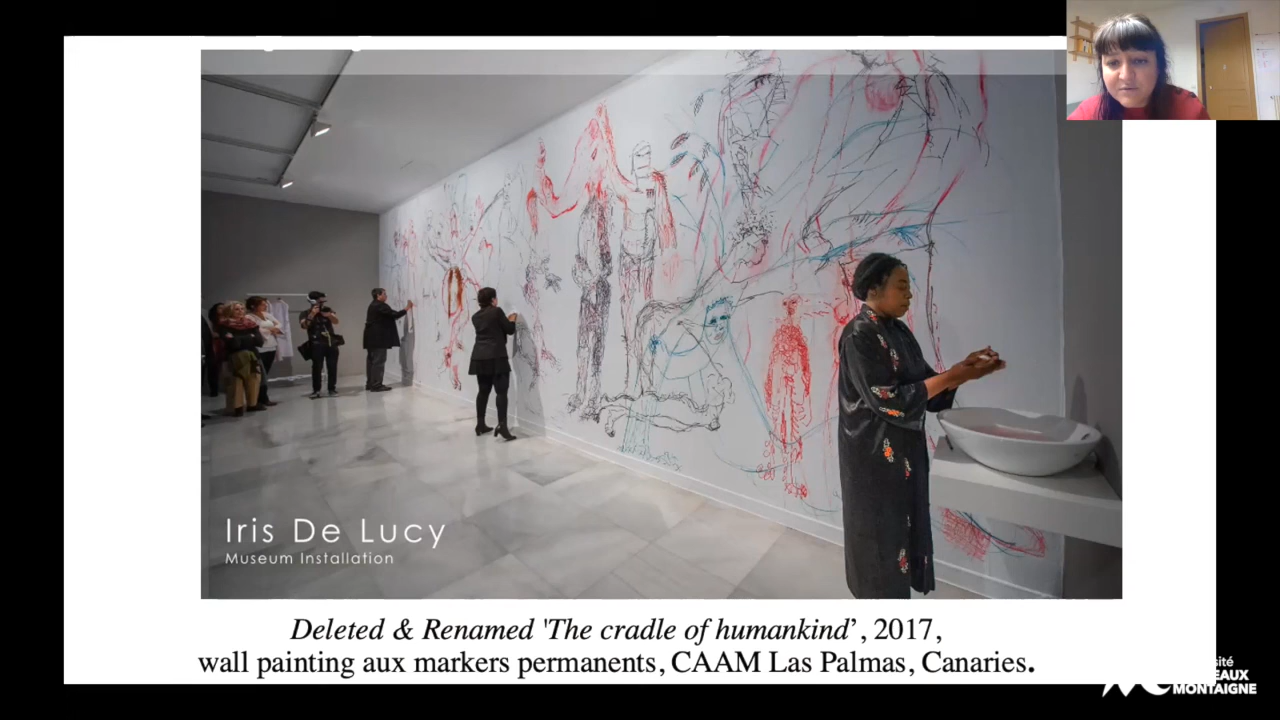 Iris De Lucy
Museum Installation
Deleted & Renamed 'The cradle of humankind’, 2017,
wall painting aux markers permanents, CAAM Las Palmas, Canaries.
MONTAIGNE